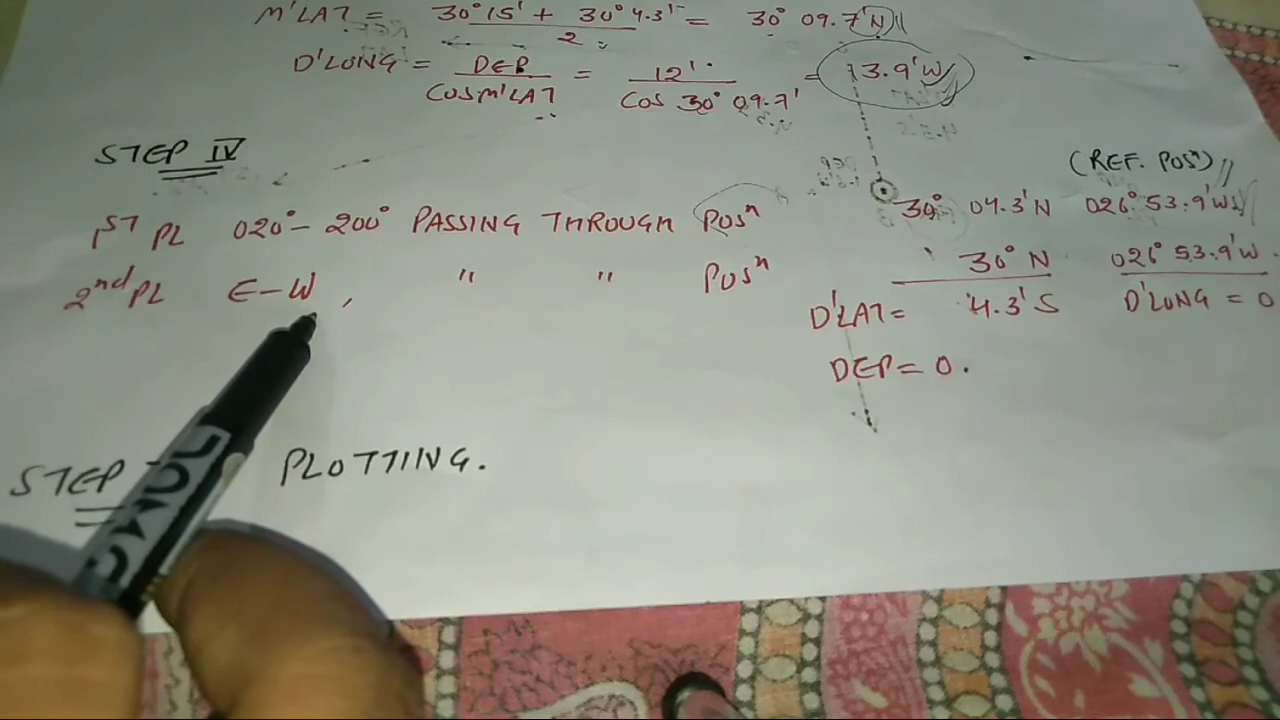 M'LAT = 30° 15' + 30° 4.3' = 30° 09.7' N
2
D'LONG = DEP = 12' = 13.9' W
COS M'LAT COS 30° 09.7'
STEP IV
(REF. POSⁿ)
30° 04.3' N 026° 53.9' W
1ST PL 020° - 200° PASSING THROUGH POSⁿ
30° N 026° 53.9' W
2nd PL E-W, " " POSⁿ
D'LAT = 4.3' S D'LONG = 0
DEP = 0.
STEP PLOTTING.